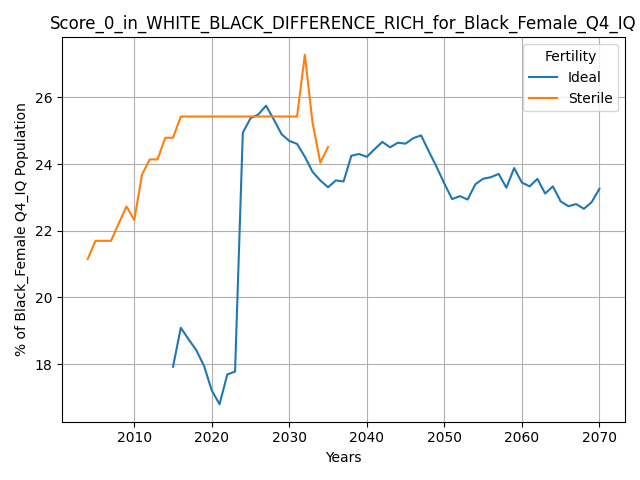 Score_0_in_WHITE_BLACK_DIFFERENCE_RICH_for_Black_Female_Q4_IQ
Fertility
Ideal
Sterile
% of Black_Female Q4_IQ Population
26
24
22
20
18
2010
2020
2030
2040
2050
2060
2070
Years